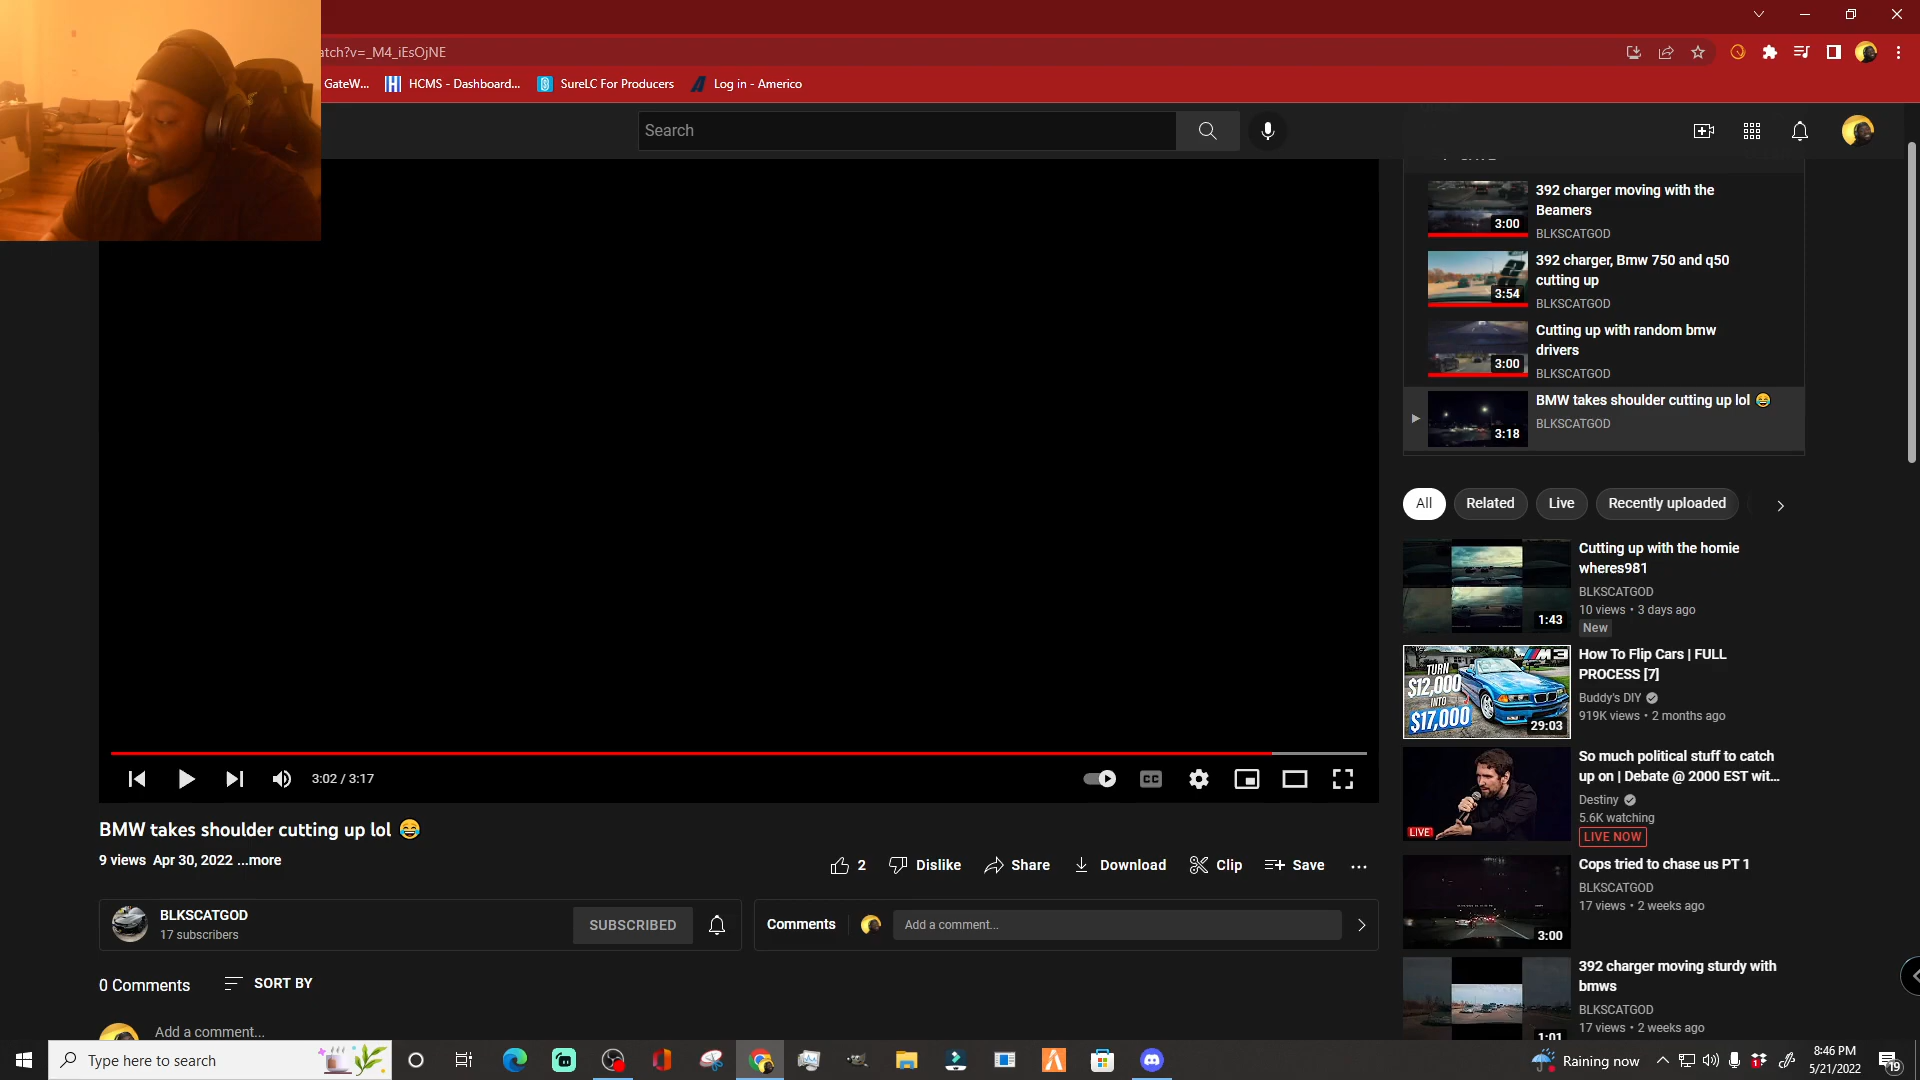 atch?v=_M4_iEsOjNE
GateW...
HCMS - Dashboard...
SureLC For Producers
Log in - Americo
Search
392 charger moving with the
Beamers
BLKSCATGOD
3:00
392 charger, Bmw 750 and q50
cutting up
BLKSCATGOD
3:54
Cutting up with random bmw
drivers
BLKSCATGOD
3:00
BMW takes shoulder cutting up lol 😂
BLKSCATGOD
3:18
All
Related
Live
Recently uploaded
Cutting up with the homie
wheres981
BLKSCATGOD
10 views • 3 days ago
New
1:43
How To Flip Cars | FULL
PROCESS [7]
Buddy's DIY
919K views • 2 months ago
M3
TURN
$12,000
INTO
$17,000
29:03
So much political stuff to catch
up on | Debate @ 2000 EST wit...
Destiny
5.6K watching
LIVE NOW
LIVE
Cops tried to chase us PT 1
BLKSCATGOD
17 views • 2 weeks ago
3:00
392 charger moving sturdy with
bmws
BLKSCATGOD
17 views • 2 weeks ago
1:01
3:02 / 3:17
CC
BMW takes shoulder cutting up lol 😂
9 views Apr 30, 2022 ...more
2
Dislike
Share
Download
Clip
Save
BLKSCATGOD
17 subscribers
SUBSCRIBED
Comments
Add a comment...
0 Comments
SORT BY
Add a comment...
Type here to search
Raining now
8:46 PM
5/21/2022
19